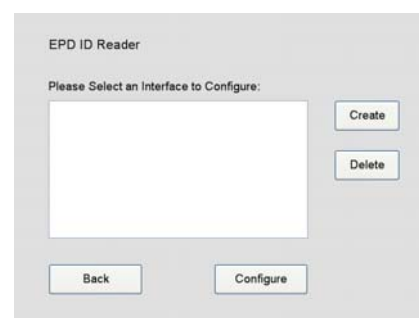 EPD ID Reader
Please Select an Interface to Configure:
Create
Delete
Back
Configure